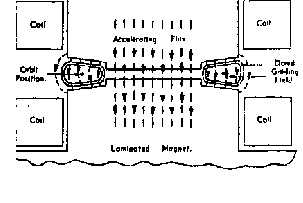 Coil
Coil
Accelerating Flux
Orbit
Position.
Guiding
Field
Coil
Coil
Laminated Magnet.